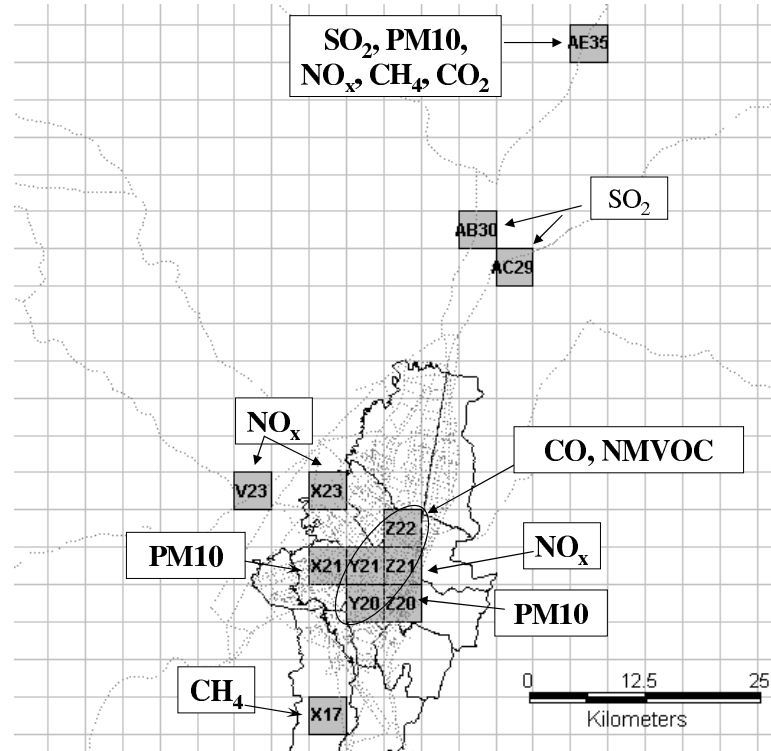 SO₂, PM10,
NOₓ, CH₄, CO₂
AE35
SO₂
AB30
AC29
NOₓ
CO, NMVOC
V23
X23
Z22
PM10
X21
Y21
Z21
NOₓ
Y20
Z20
PM10
CH₄
X17
0
12.5
25
Kilometers